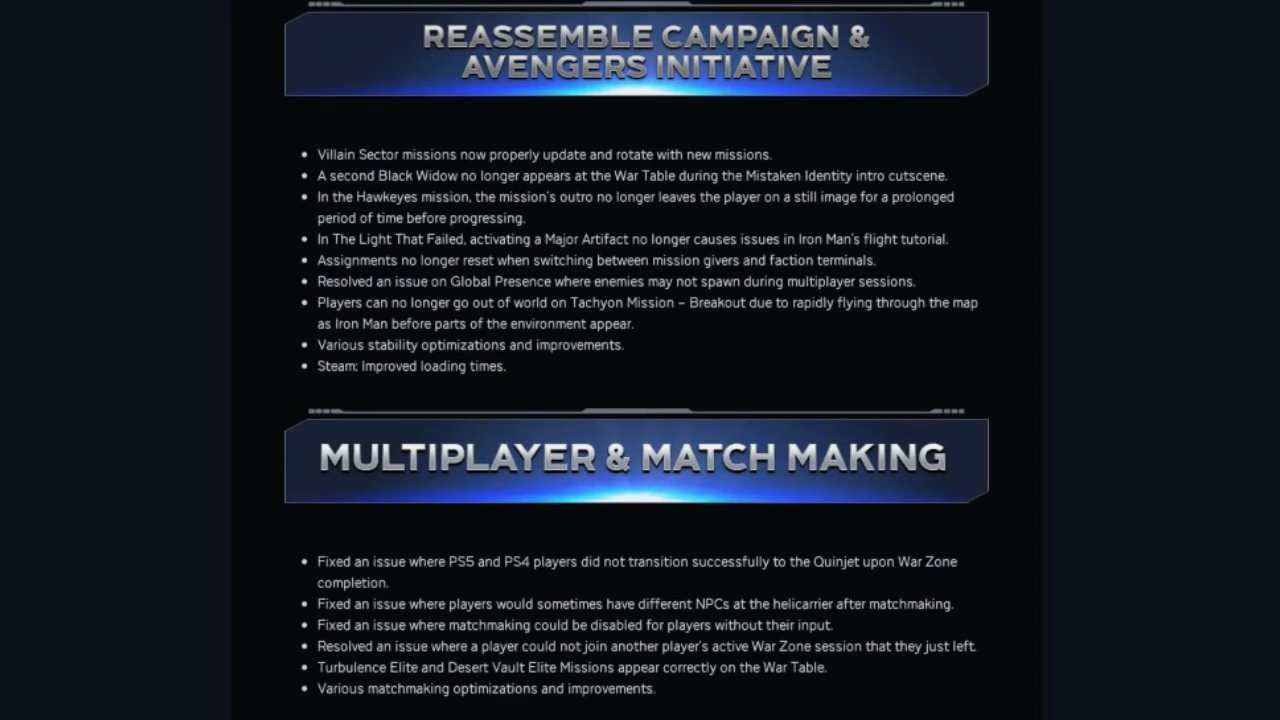 REASSEMBLE CAMPAIGN &
AVENGERS INITIATIVE
• Villain Sector missions now properly update and rotate with new missions.
• A second Black Widow no longer appears at the War Table during the Mistaken Identity intro cutscene.
• In the Hawkeyes mission, the mission's outro no longer leaves the player on a still image for a prolonged
period of time before progressing.
• In The Light That Failed, activating a Major Artifact no longer causes issues in Iron Man's flight tutorial.
• Assignments no longer reset when switching between mission givers and faction terminals.
• Resolved an issue on Global Presence where enemies may not spawn during multiplayer sessions.
• Players can no longer go out of world on Tachyon Mission – Breakout due to rapidly flying through the map
as Iron Man before parts of the environment appear.
• Various stability optimizations and improvements.
• Steam: Improved loading times.
MULTIPLAYER & MATCH MAKING
• Fixed an issue where PS5 and PS4 players did not transition successfully to the Quinjet upon War Zone
completion.
• Fixed an issue where players would sometimes have different NPCs at the helicarrier after matchmaking.
• Fixed an issue where matchmaking could be disabled for players without their input.
• Resolved an issue where a player could not join another player's active War Zone session that they just left.
• Turbulence Elite and Desert Vault Elite Missions appear correctly on the War Table.
• Various matchmaking optimizations and improvements.